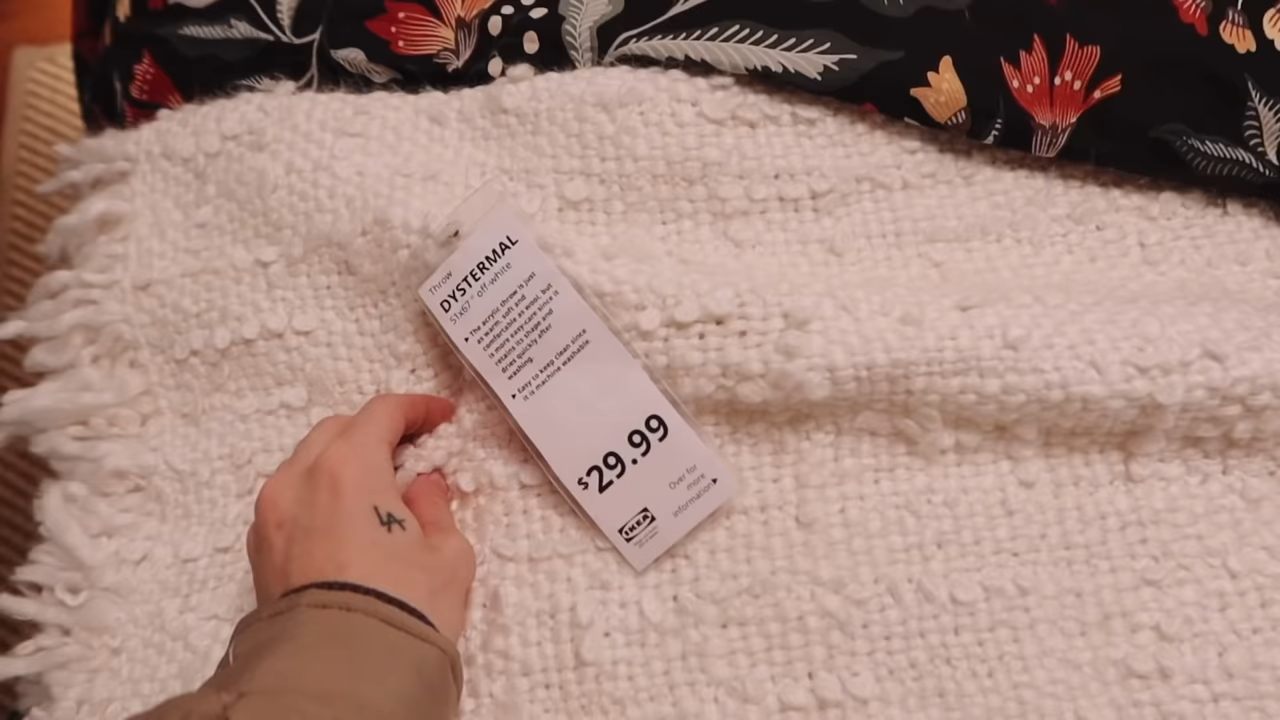 Throw
DYSTERMAL
51x67" off-white
▶ The acrylic throw is just
as warm, soft and
comfortable as wool, but
is more easy-care since it
retains its shape and
dries quickly after
washing.
▶ Easy to keep clean since
it is machine washable.
$29.99
Over for
more
information▶
IKEA